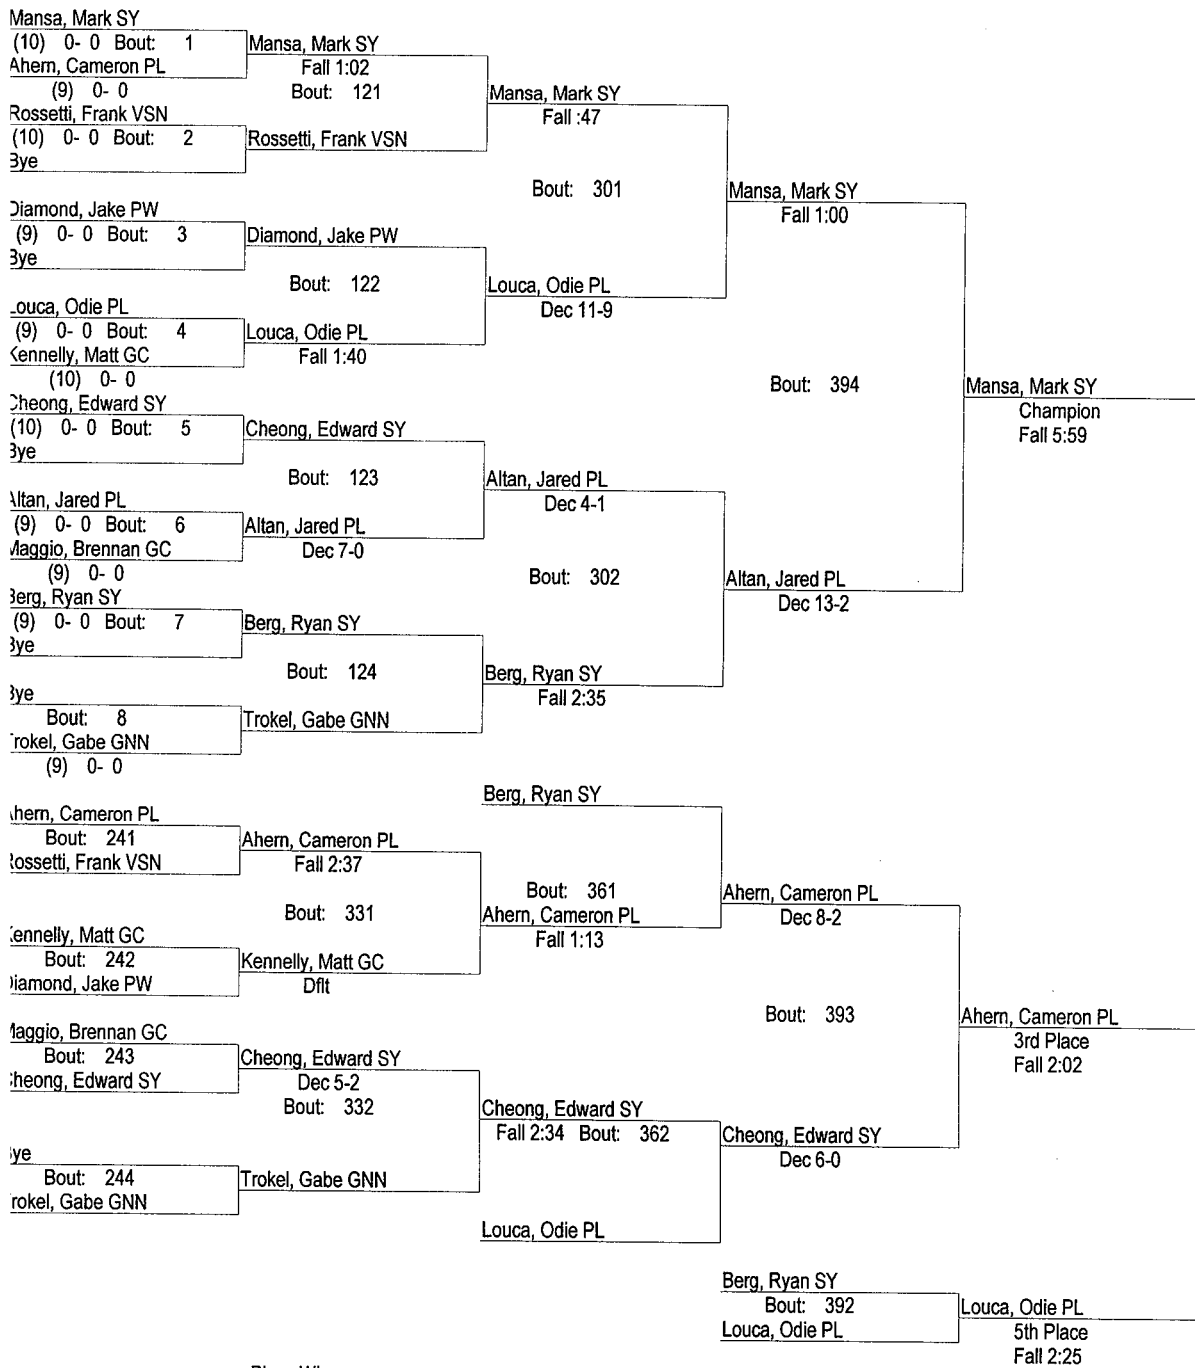 Mansa, Mark SY
(10) 0- 0 Bout: 1
Ahern, Cameron PL
(9) 0- 0
Rossetti, Frank VSN
(10) 0- 0 Bout: 2
Bye
Diamond, Jake PW
(9) 0- 0 Bout: 3
Bye
Louca, Odie PL
(9) 0- 0 Bout: 4
Kennelly, Matt GC
(10) 0- 0
Cheong, Edward SY
(10) 0- 0 Bout: 5
Bye
Altan, Jared PL
(9) 0- 0 Bout: 6
Maggio, Brennan GC
(9) 0- 0
Berg, Ryan SY
(9) 0- 0 Bout: 7
Bye
Bye
Bout: 8
Trokel, Gabe GNN
(9) 0- 0
Mansa, Mark SY
Fall 1:02
Bout: 121
Rossetti, Frank VSN
Diamond, Jake PW
Bout: 122
Louca, Odie PL
Fall 1:40
Cheong, Edward SY
Bout: 123
Altan, Jared PL
Dec 7-0
Berg, Ryan SY
Bout: 124
Trokel, Gabe GNN
Mansa, Mark SY
Fall :47
Bout: 301
Louca, Odie PL
Dec 11-9
Altan, Jared PL
Dec 4-1
Bout: 302
Berg, Ryan SY
Fall 2:35
Mansa, Mark SY
Fall 1:00
Bout: 394
Altan, Jared PL
Dec 13-2
Mansa, Mark SY
Champion
Fall 5:59
Ahern, Cameron PL
Bout: 241
Rossetti, Frank VSN
Kennelly, Matt GC
Bout: 242
Diamond, Jake PW
Maggio, Brennan GC
Bout: 243
Cheong, Edward SY
Bye
Bout: 244
Trokel, Gabe GNN
Ahern, Cameron PL
Fall 2:37
Bout: 331
Kennelly, Matt GC
Dflt
Cheong, Edward SY
Dec 5-2
Bout: 332
Trokel, Gabe GNN
Berg, Ryan SY
Bout: 361
Ahern, Cameron PL
Fall 1:13
Cheong, Edward SY
Fall 2:34 Bout: 362
Louca, Odie PL
Ahern, Cameron PL
Dec 8-2
Bout: 393
Cheong, Edward SY
Dec 6-0
Ahern, Cameron PL
3rd Place
Fall 2:02
Berg, Ryan SY
Bout: 392
Louca, Odie PL
Louca, Odie PL
5th Place
Fall 2:25